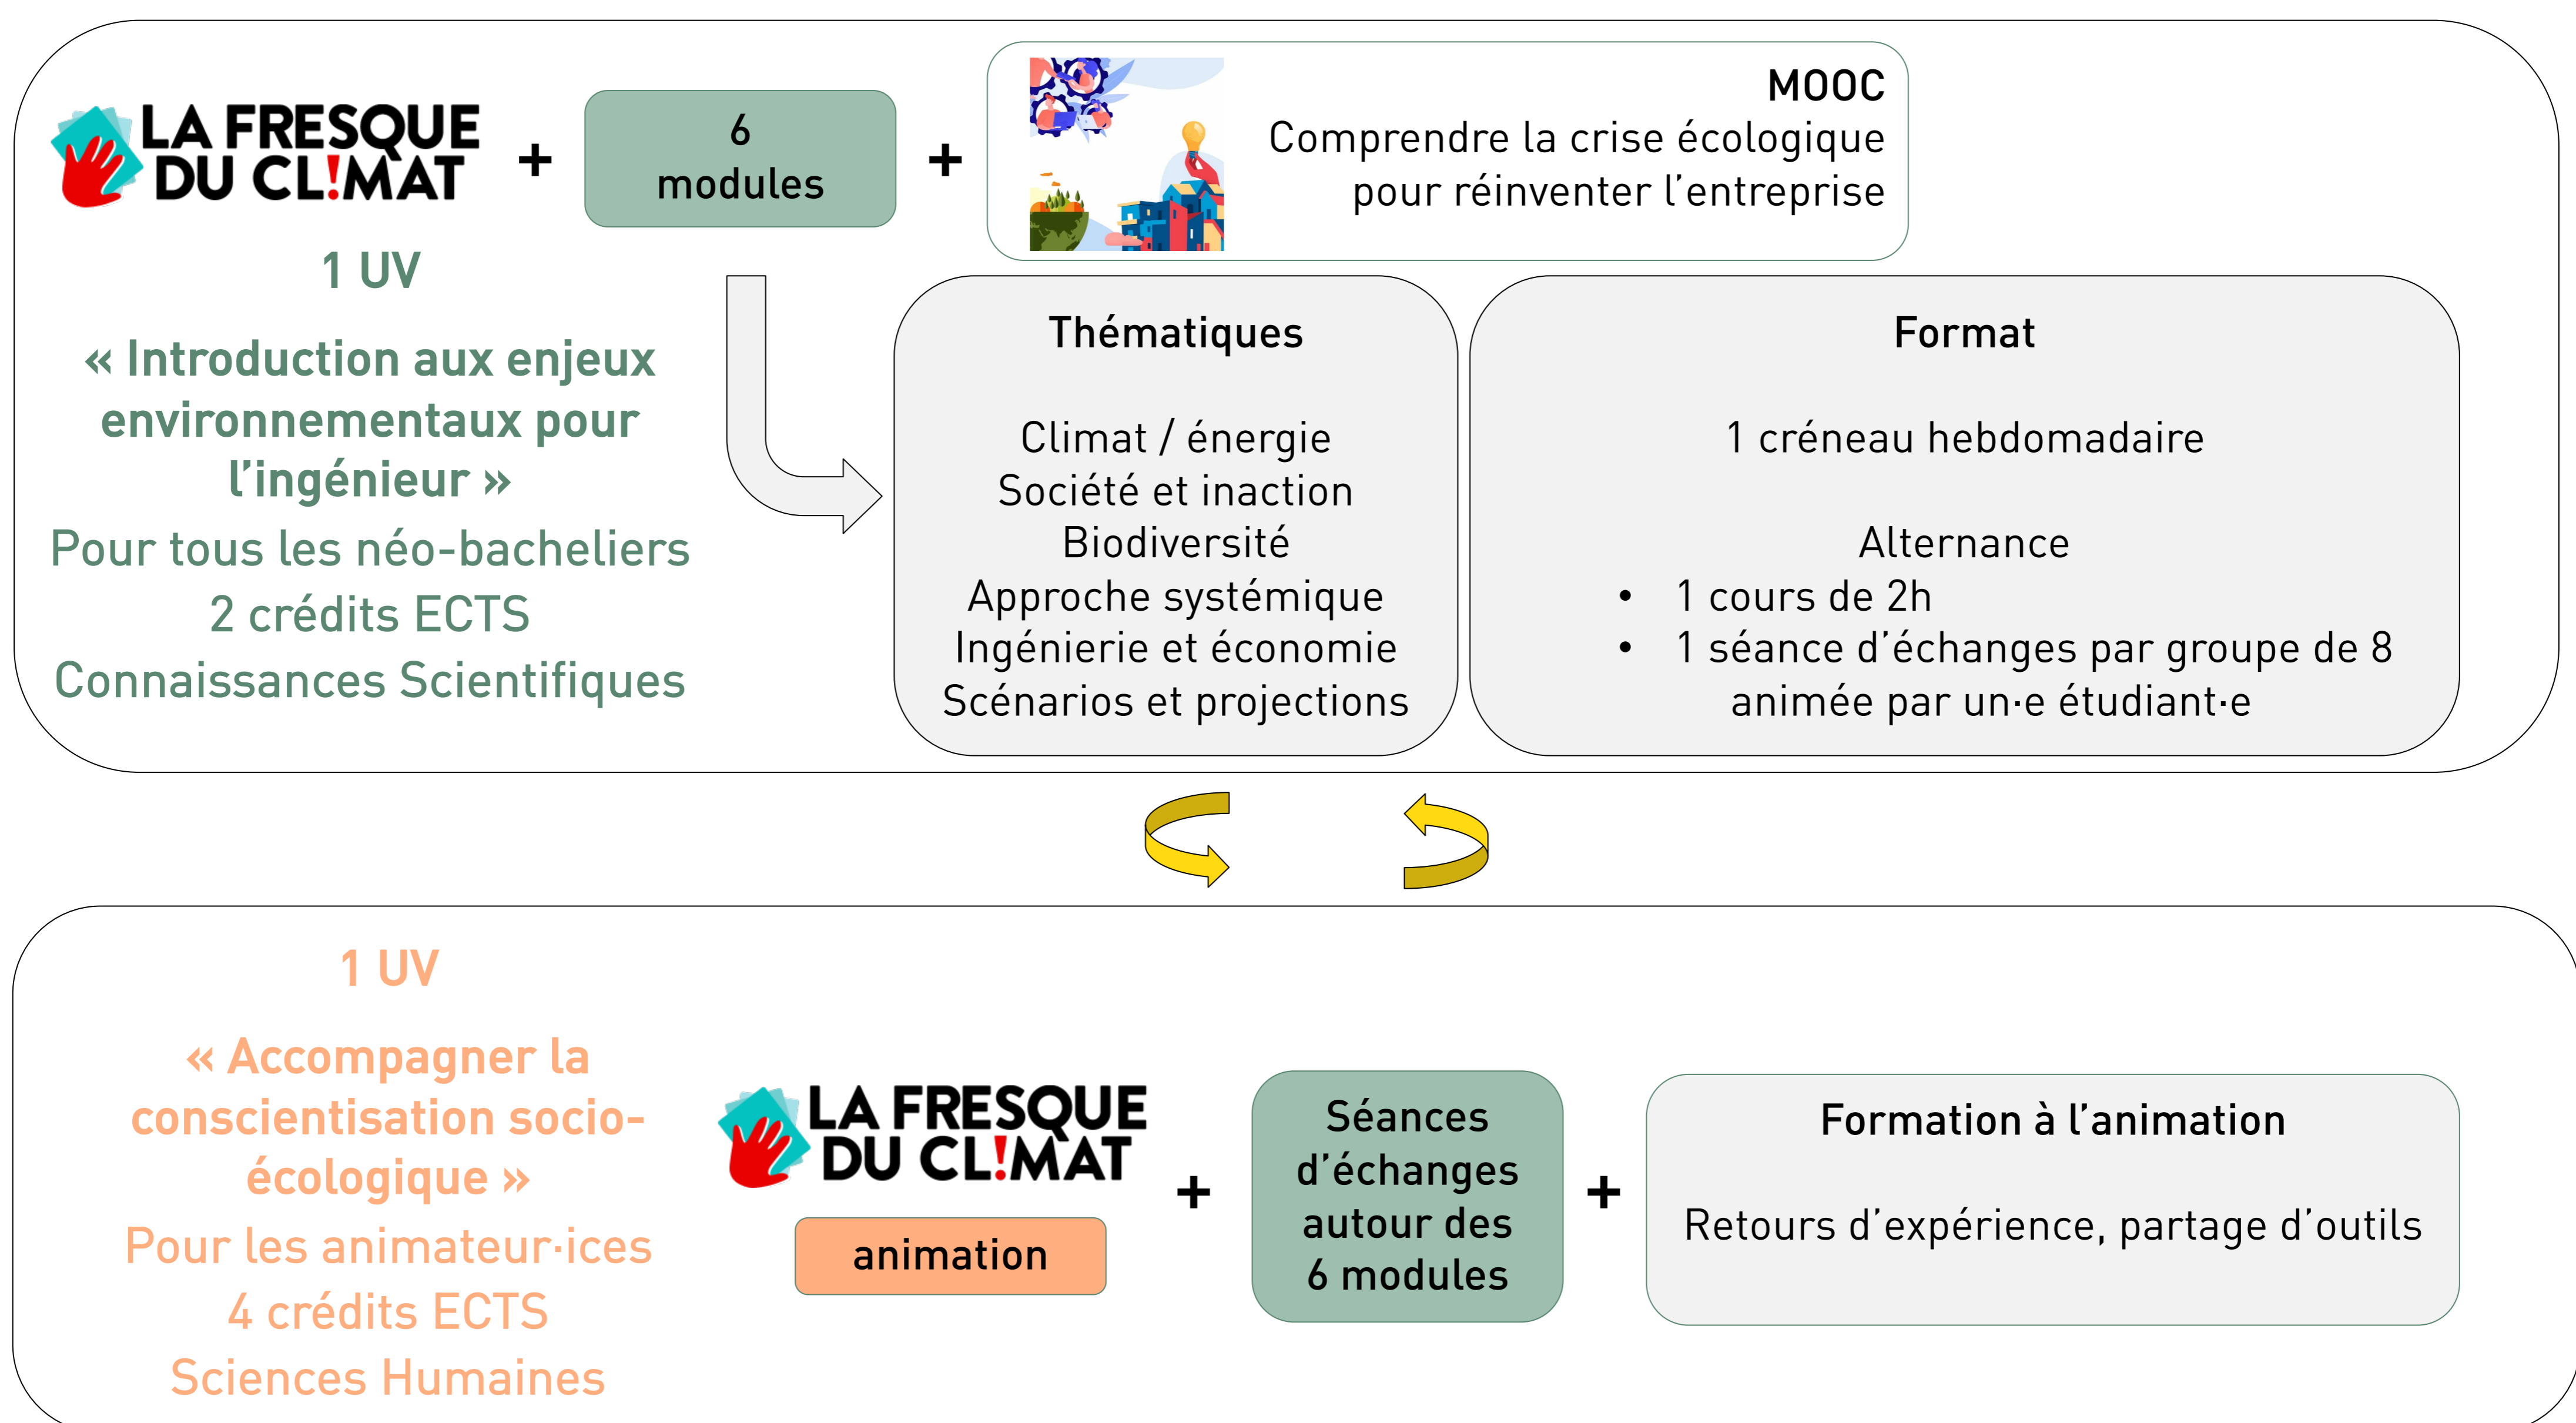 LA FRESQUE
DU CL!MAT
+
6
modules
+
MOOC
Comprendre la crise écologique
pour réinventer l'entreprise
1 UV
« Introduction aux enjeux
environnementaux pour
l'ingénieur »
Pour tous les néo-bacheliers
2 crédits ECTS
Connaissances Scientifiques
Thématiques
Climat / énergie
Société et inaction
Biodiversité
Approche systémique
Ingénierie et économie
Scénarios et projections
Format
1 créneau hebdomadaire
Alternance
• 1 cours de 2h
• 1 séance d'échanges par groupe de 8
animée par un·e étudiant·e
1 UV
« Accompagner la
conscientisation socio-
écologique »
Pour les animateur·ices
4 crédits ECTS
Sciences Humaines
LA FRESQUE
DU CL!MAT
animation
+
Séances
d'échanges
autour des
6 modules
+
Formation à l'animation
Retours d'expérience, partage d'outils